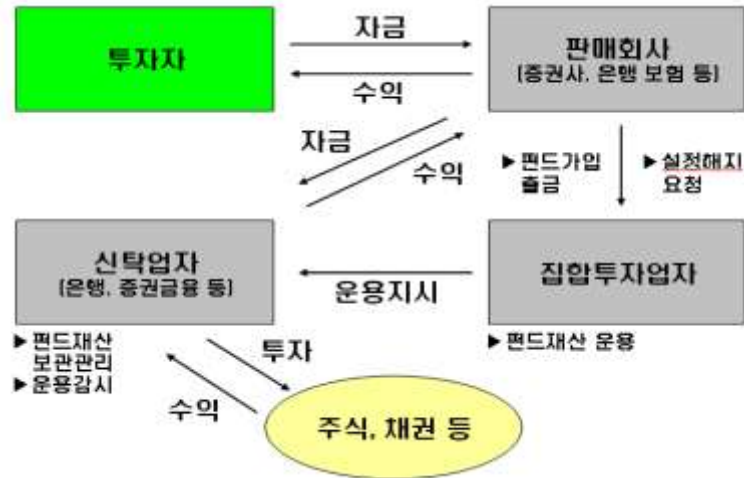 투자자
자금
판매회사
(증권사, 은행 보험 등)
수익
자금
수익
▶ 펀드가입
출금
▶ 설정해지
요청
신탁업자
(은행, 증권금융 등)
운용지시
집합투자업자
▶ 펀드재산
보관관리
▶ 운용감시
투자
수익
▶ 펀드재산 운용
주식, 채권 등